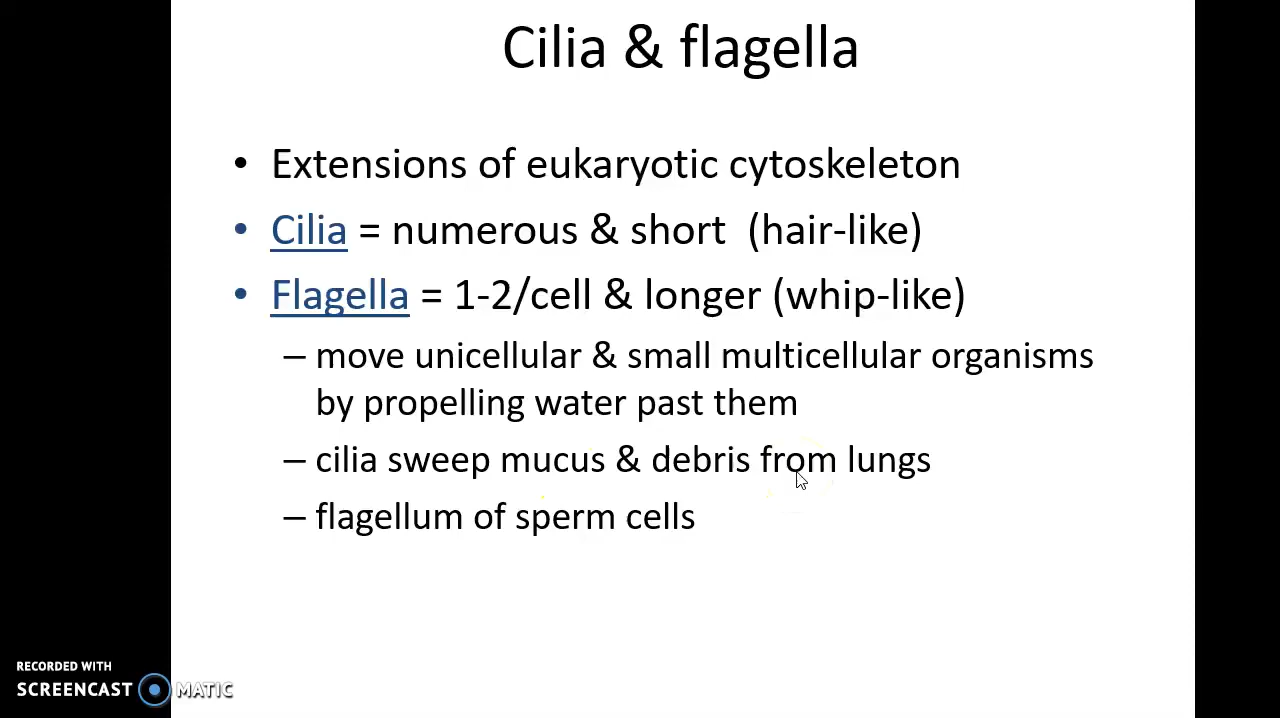 Cilia & flagella
• Extensions of eukaryotic cytoskeleton
• Cilia = numerous & short (hair-like)
• Flagella = 1-2/cell & longer (whip-like)
– move unicellular & small multicellular organisms
by propelling water past them
– cilia sweep mucus & debris from lungs
– flagellum of sperm cells
RECORDED WITH
SCREENCAST MATIC